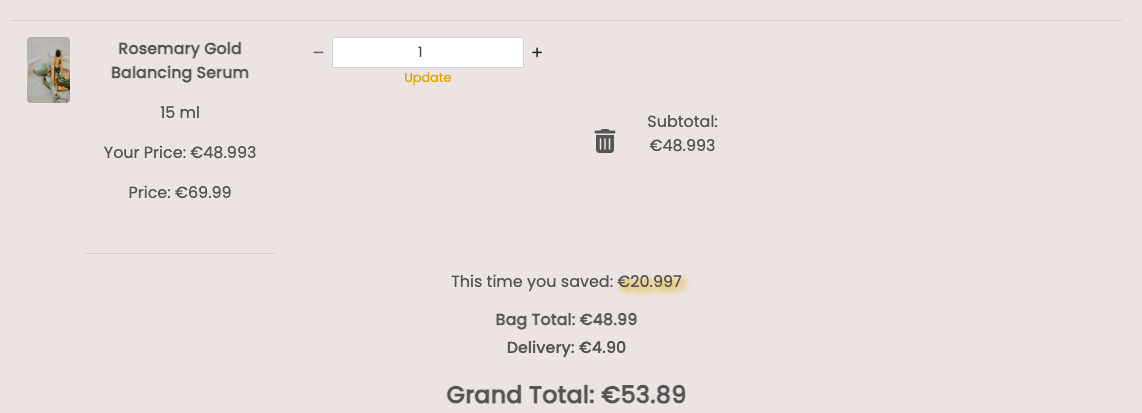 Rosemary Gold
Balancing Serum
15 ml
Your Price: €48.993
Price: €69.99
− 1 +
Update
Subtotal:
€48.993
This time you saved: €20.997
Bag Total: €48.99
Delivery: €4.90
Grand Total: €53.89